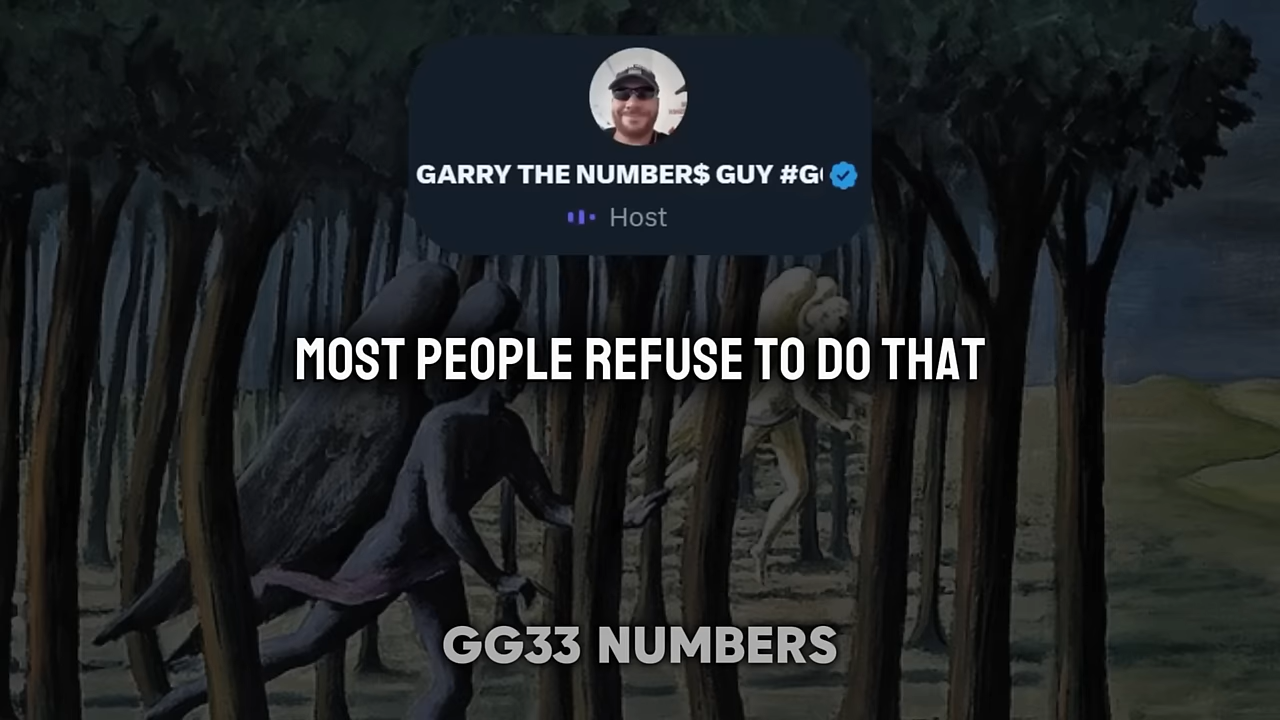 GARRY THE NUMBER$ GUY #G
Host
MOST PEOPLE REFUSE TO DO THAT
GG33 NUMBERS